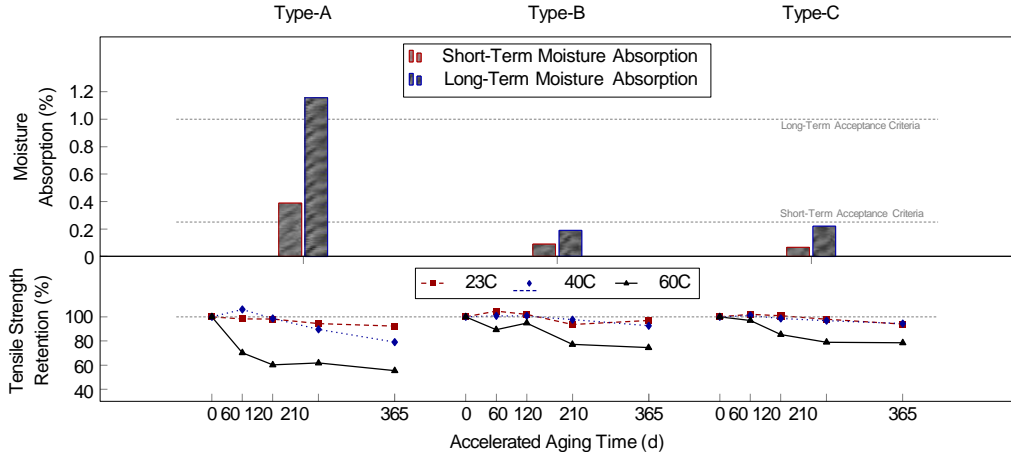 Type-A Type-B Type-C
Short-Term Moisture Absorption
Long-Term Moisture Absorption
Moisture
Absorption (%)
1.2
1.0
0.8
0.6
0.4
0.2
0
Long-Term Acceptance Criteria
Short-Term Acceptance Criteria
23C 40C 60C
Tensile Strength
Retention (%)
100
80
60
40
0 60 120 210 365 0 60 120 210 365 0 60 120 210 365
Accelerated Aging Time (d)